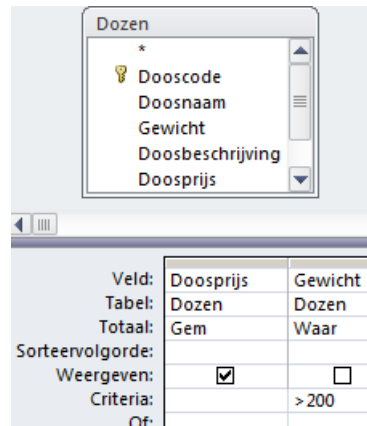 Dozen
*
Dooscode
Doosnaam
Gewicht
Doosbeschrijving
Doosprijs
Veld: Doosprijs Gewicht
Tabel: Dozen Dozen
Totaal: Gem Waar
Sorteervolgorde:
Weergeven:
Criteria: >200
Of: